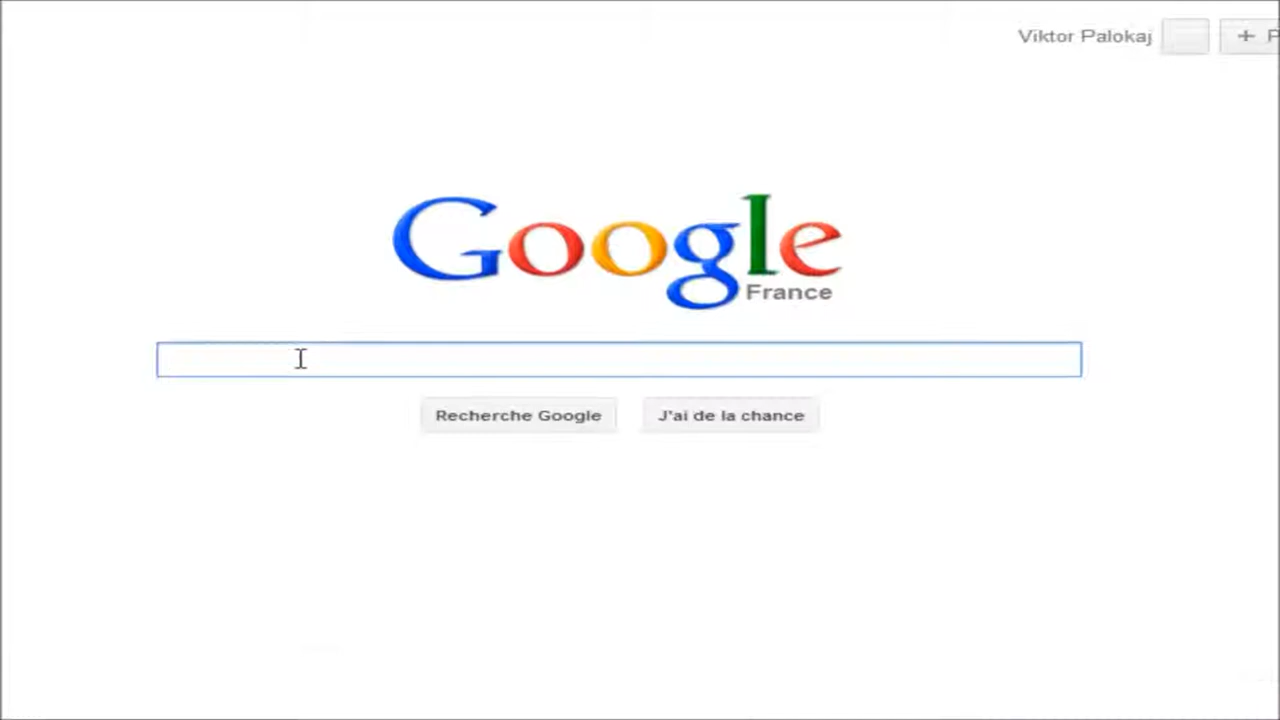 Viktor Palokaj
+ P
Google
France
Recherche Google
J'ai de la chance